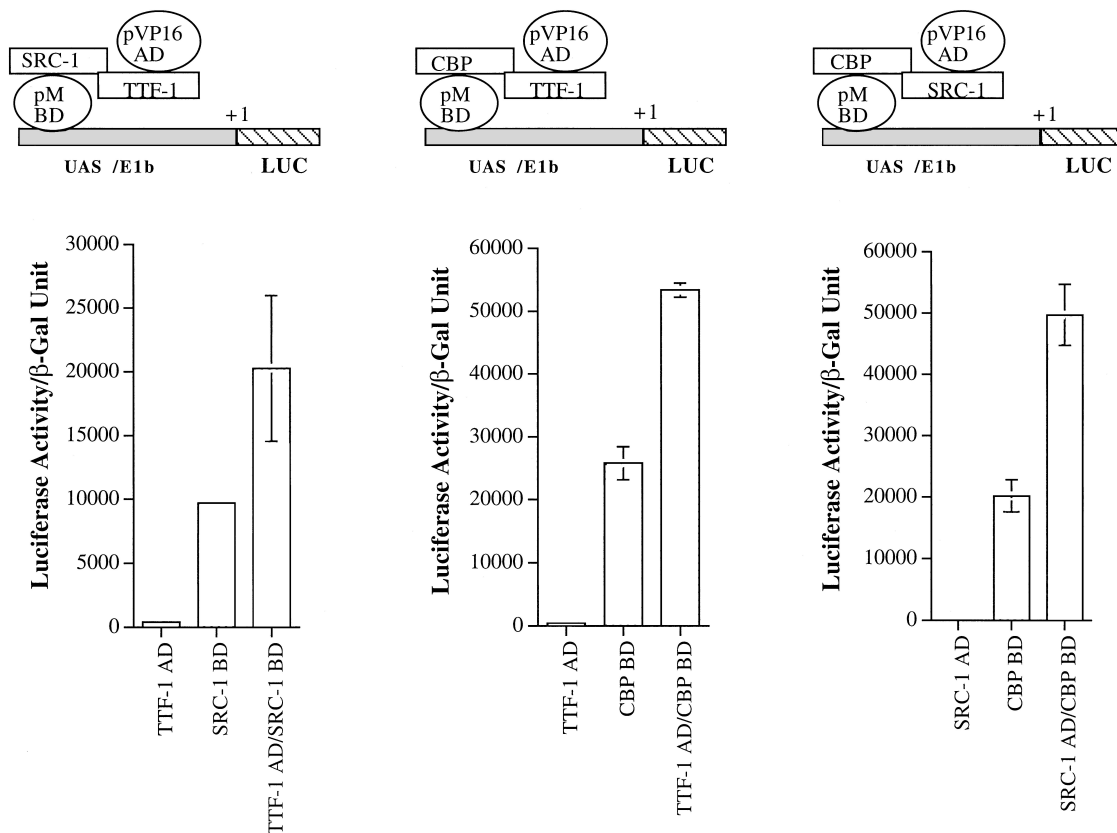 pVP16
AD
SRC-1
TTF-1
pM
BD
+1
UAS /E1b
LUC
pVP16
AD
CBP
TTF-1
pM
BD
+1
UAS /E1b
LUC
pVP16
AD
CBP
SRC-1
pM
BD
+1
UAS /E1b
LUC
Luciferase Activity/β-Gal Unit
30000
25000
20000
15000
10000
5000
0
TTF-1 AD
SRC-1 BD
TTF-1 AD/SRC-1 BD
Luciferase Activity/β-Gal Unit
60000
50000
40000
30000
20000
10000
0
TTF-1 AD
CBP BD
TTF-1 AD/CBP BD
Luciferase Activity/β-Gal Unit
60000
50000
40000
30000
20000
10000
0
SRC-1 AD
CBP BD
SRC-1 AD/CBP BD